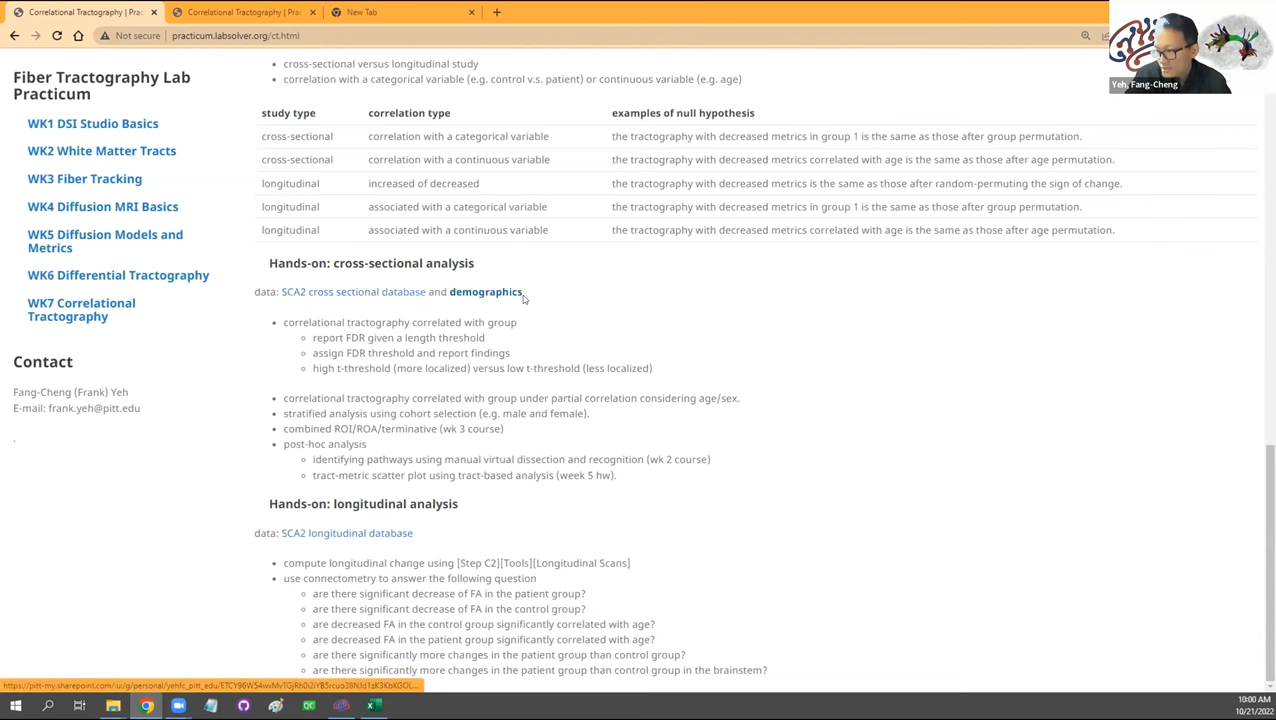 Correlational Tractography | Prac
Correlational Tractography | Prac
New Tab
Not secure
practicum.labsolver.org/ct.html
Yeh, Fang-Cheng
Fiber Tractography Lab
Practicum
WK1 DSI Studio Basics
WK2 White Matter Tracts
WK3 Fiber Tracking
WK4 Diffusion MRI Basics
WK5 Diffusion Models and
Metrics
WK6 Differential Tractography
WK7 Correlational
Tractography
Contact
Fang-Cheng (Frank) Yeh
E-mail: frank.yeh@pitt.edu
.
cross-sectional versus longitudinal study
correlation with a categorical variable (e.g. control v.s. patient) or continuous variable (e.g. age)
study type correlation type examples of null hypothesis
cross-sectional correlation with a categorical variable the tractography with decreased metrics in group 1 is the same as those after group permutation.
cross-sectional correlation with a continuous variable the tractography with decreased metrics correlated with age is the same as those after age permutation.
longitudinal increased of decreased the tractography with decreased metrics is the same as those after random-permuting the sign of change.
longitudinal associated with a categorical variable the tractography with decreased metrics in group 1 is the same as those after group permutation.
longitudinal associated with a continuous variable the tractography with decreased metrics correlated with age is the same as those after age permutation.
Hands-on: cross-sectional analysis
data: SCA2 cross sectional database and demographics.
correlational tractography correlated with group
report FDR given a length threshold
assign FDR threshold and report findings
high t-threshold (more localized) versus low t-threshold (less localized)
correlational tractography correlated with group under partial correlation considering age/sex.
stratified analysis using cohort selection (e.g. male and female).
combined ROI/ROA/terminative (wk 3 course)
post-hoc analysis
identifying pathways using manual virtual dissection and recognition (wk 2 course)
tract-metric scatter plot using tract-based analysis (week 5 hw).
Hands-on: longitudinal analysis
data: SCA2 longitudinal database
compute longitudinal change using [Step C2][Tools][Longitudinal Scans]
use connectometry to answer the following question
are there significant decrease of FA in the patient group?
are there significant decrease of FA in the control group?
are decreased FA in the control group significantly correlated with age?
are decreased FA in the patient group significantly correlated with age?
are there significantly more changes in the patient group than control group?
are there significantly more changes in the patient group than control group in the brainstem?
10:00 AM
10/21/2022